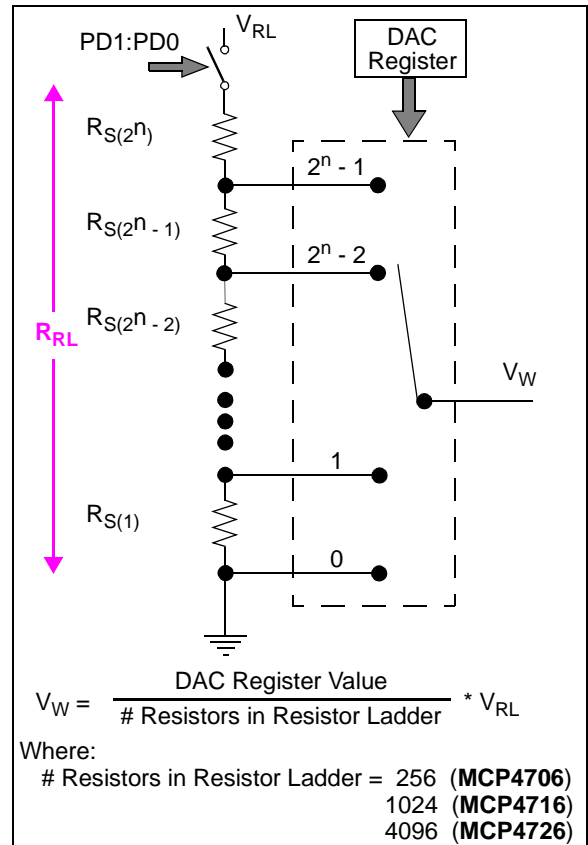 PD1:PD0
V_RL
DAC
Register
R_S(2^n)
2^n - 1
R_S(2^n - 1)
2^n - 2
R_S(2^n - 2)
R_RL
V_W
1
R_S(1)
0
V_W = DAC Register Value / # Resistors in Resistor Ladder * V_RL
Where:
# Resistors in Resistor Ladder = 256 (MCP4706)
1024 (MCP4716)
4096 (MCP4726)